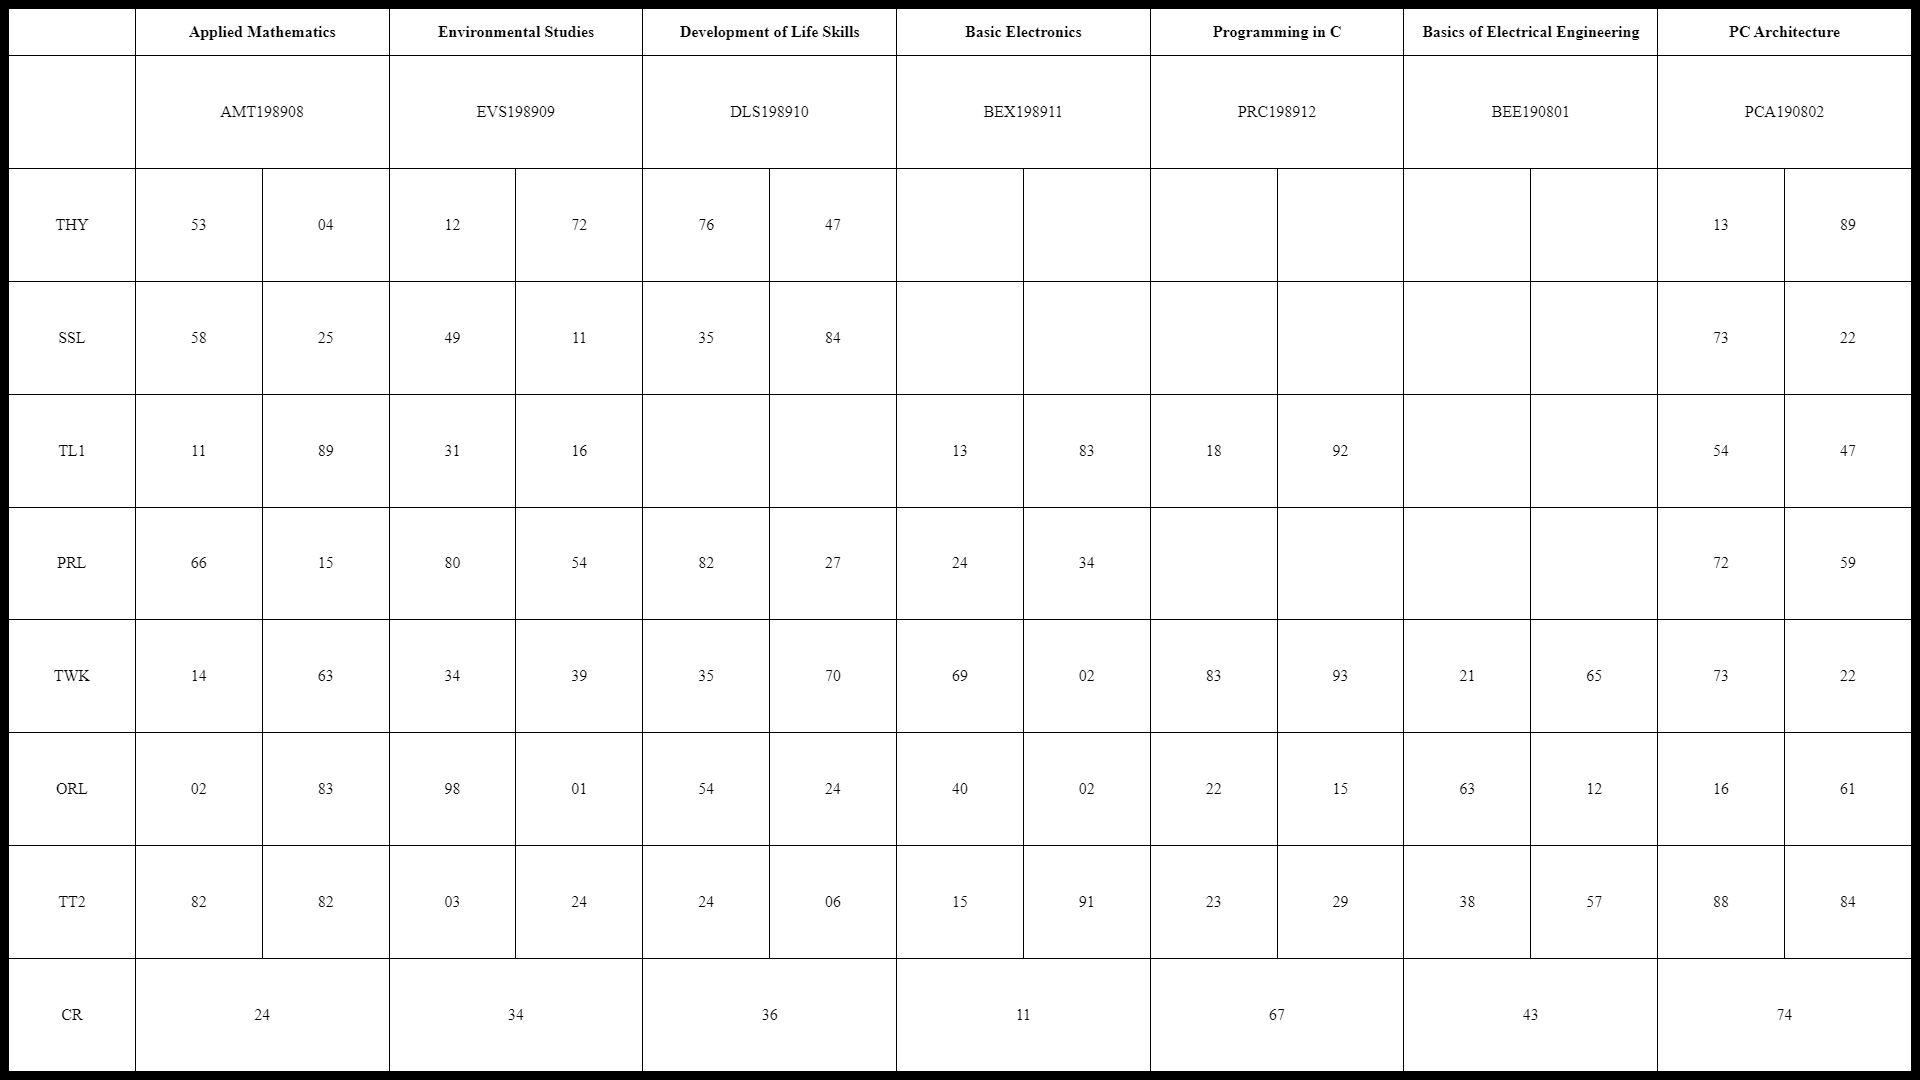 Applied Mathematics Environmental Studies Development of Life Skills Basic Electronics Programming in C Basics of Electrical Engineering PC Architecture
AMT198908 EVS198909 DLS198910 BEX198911 PRC198912 BEE190801 PCA190802
THY 53 04 12 72 76 47 13 89
SSL 58 25 49 11 35 84 73 22
TL1 11 89 31 16 13 83 18 92 54 47
PRL 66 15 80 54 82 27 24 34 72 59
TWK 14 63 34 39 35 70 69 02 83 93 21 65 73 22
ORL 02 83 98 01 54 24 40 02 22 15 63 12 16 61
TT2 82 82 03 24 24 06 15 91 23 29 38 57 88 84
CR 24 34 36 11 67 43 74